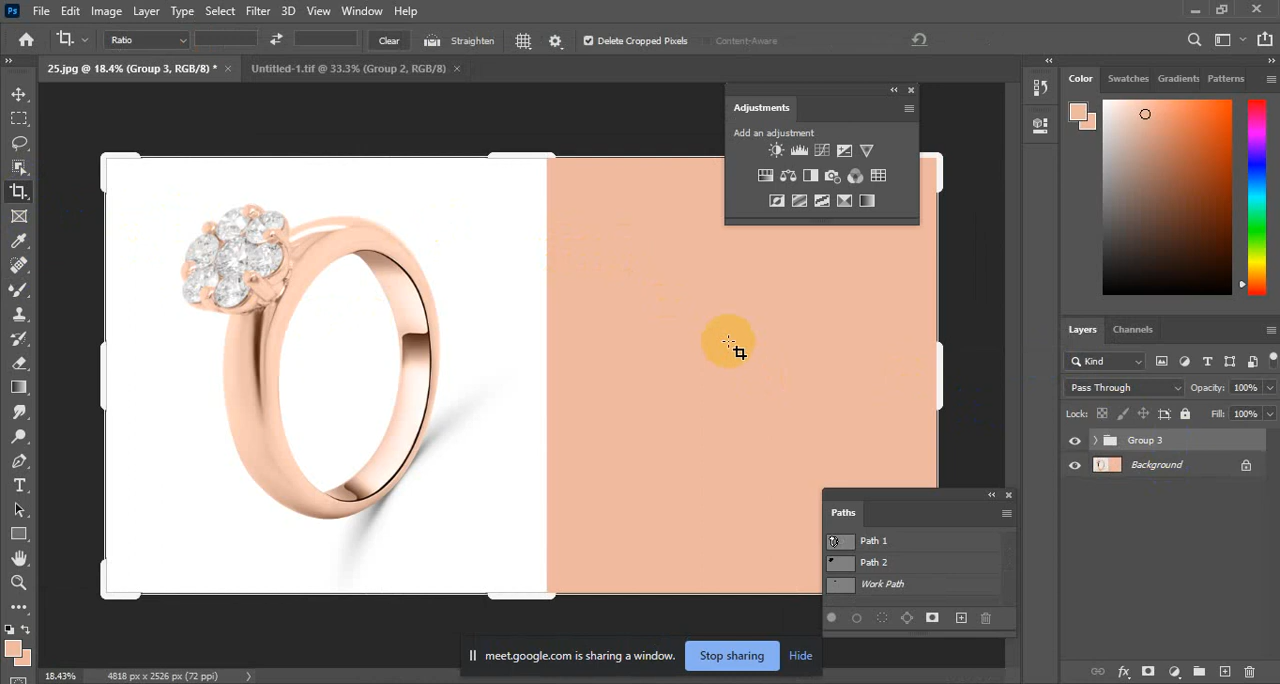 Ps File Edit Image Layer Type Select Filter 3D View Window Help
Ratio Clear Straighten Delete Cropped Pixels Content-Aware
25.jpg @ 18.4% (Group 3, RGB/8) * × Untitled-1.tif @ 33.3% (Group 2, RGB/8) ×
Color Swatches Gradients Patterns
Adjustments
Add an adjustment
Layers Channels
Kind
Pass Through Opacity: 100%
Lock: Fill: 100%
Group 3
Background
Paths
Path 1
Path 2
Work Path
T
meet.google.com is sharing a window. Stop sharing Hide
18.43% 4818 px x 2526 px (72 ppi)
fx